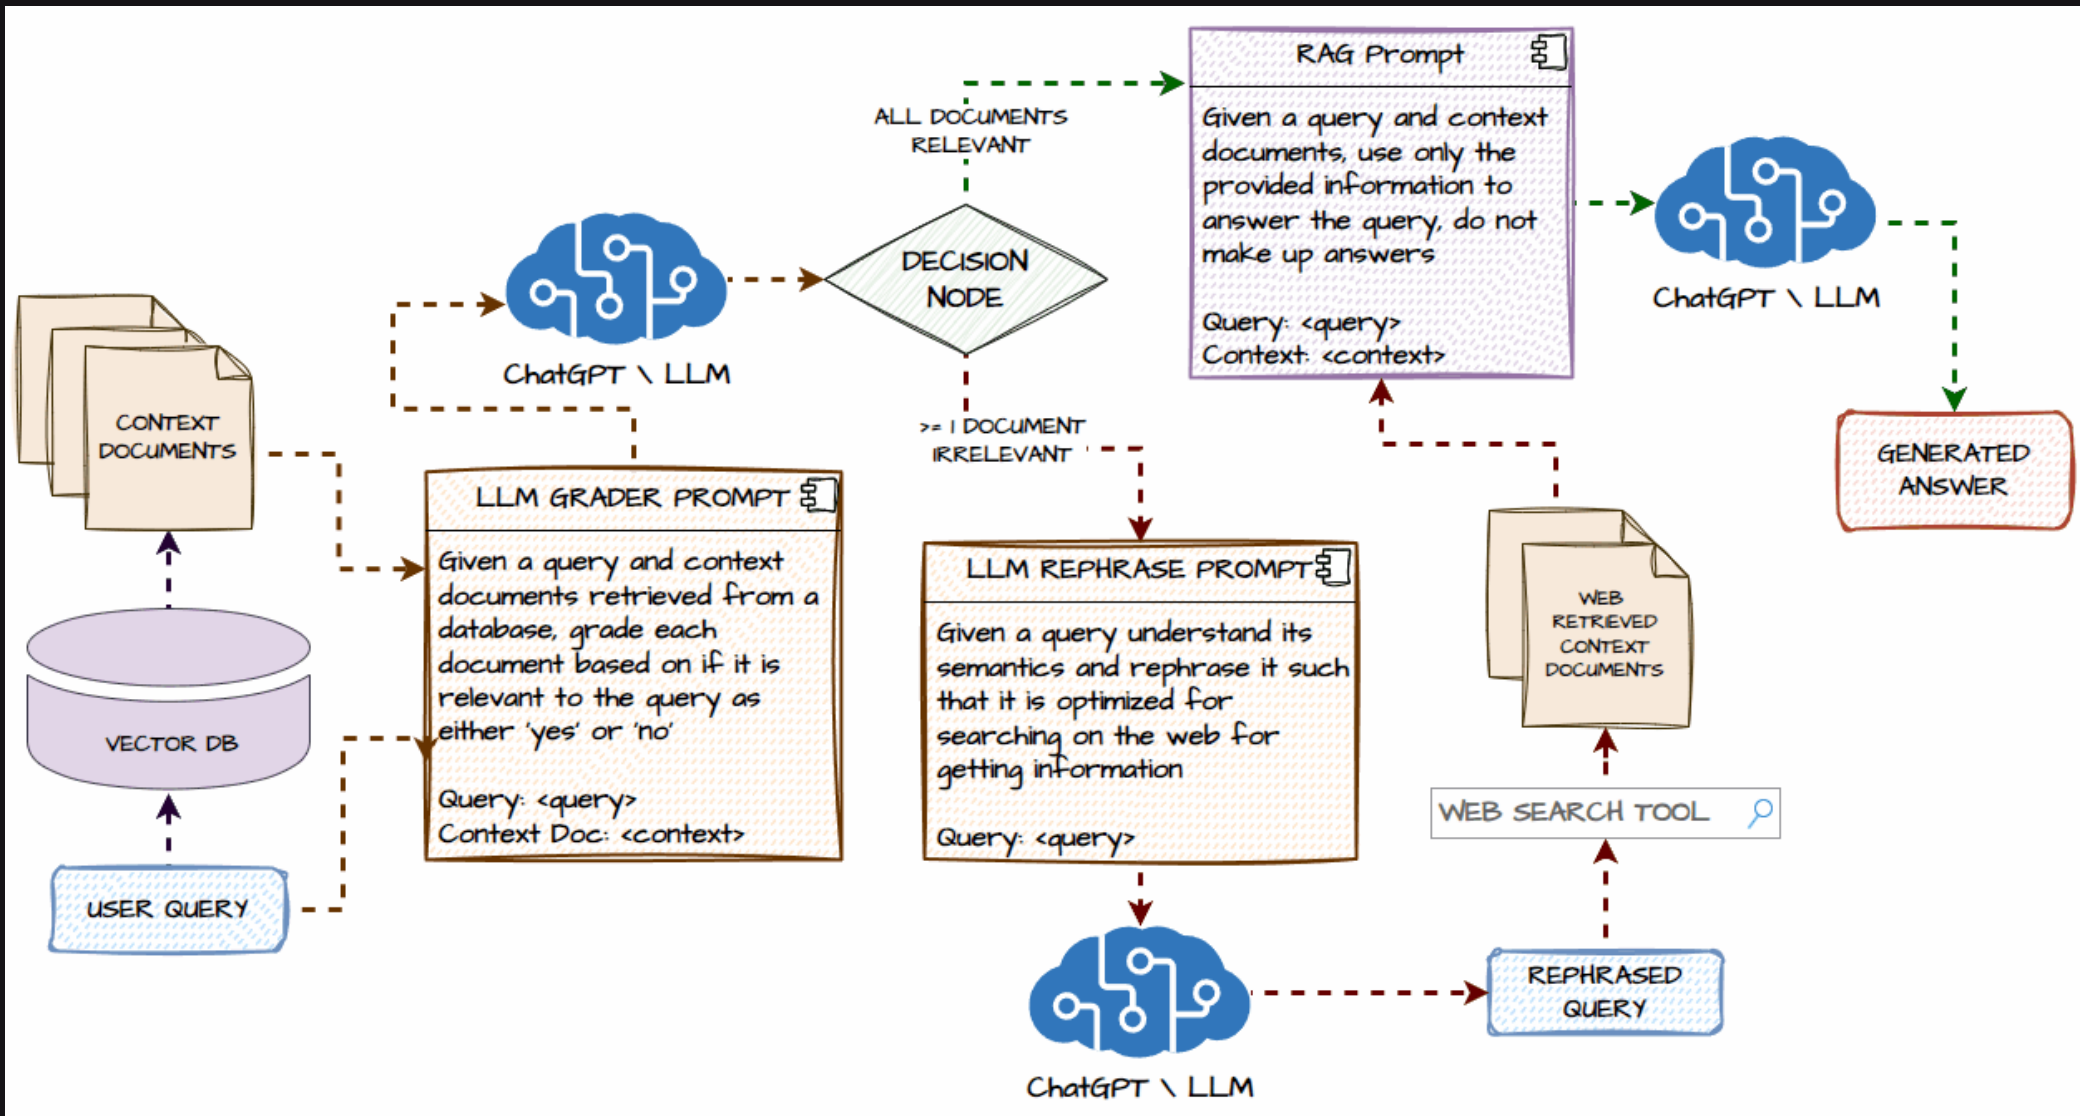 CONTEXT
DOCUMENTS
VECTOR DB
USER QUERY
ChatGPT \ LLM
LLM GRADER PROMPT
Given a query and context
documents retrieved from a
database, grade each
document based on if it is
relevant to the query as
either 'yes' or 'no'
Query: <query>
Context Doc: <context>
DECISION
NODE
ALL DOCUMENTS
RELEVANT
>= 1 DOCUMENT
IRRELEVANT
LLM REPHRASE PROMPT
Given a query understand its
semantics and rephrase it such
that it is optimized for
searching on the web for
getting information
Query: <query>
ChatGPT \ LLM
REPHRASED
QUERY
WEB SEARCH TOOL
WEB
RETRIEVED
CONTEXT
DOCUMENTS
RAG Prompt
Given a query and context
documents, use only the
provided information to
answer the query, do not
make up answers
Query: <query>
Context: <context>
ChatGPT \ LLM
GENERATED
ANSWER